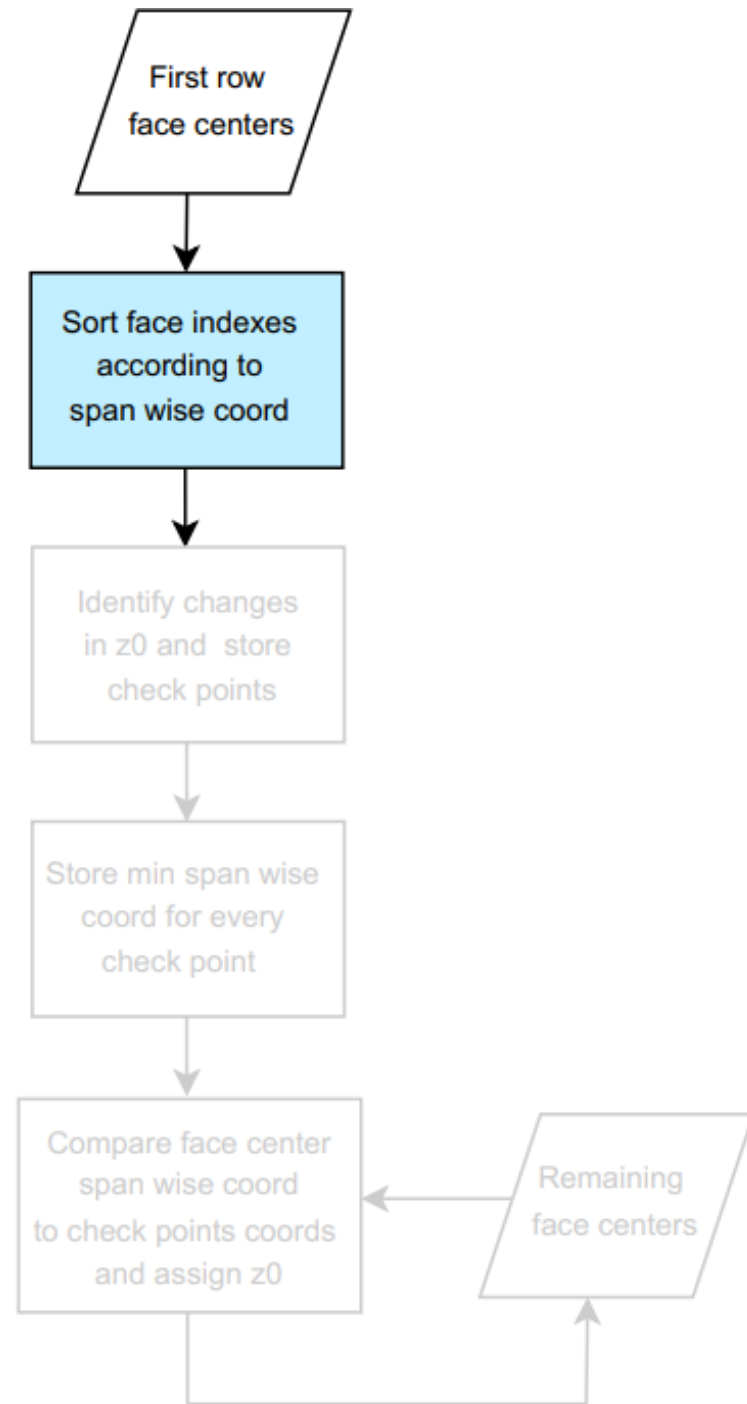 First row
face centers
Sort face indexes
according to
span wise coord
Identify changes
in z0 and store
check points
Store min span wise
coord for every
check point
Compare face center
span wise coord
to check points coords
and assign z0
Remaining
face centers